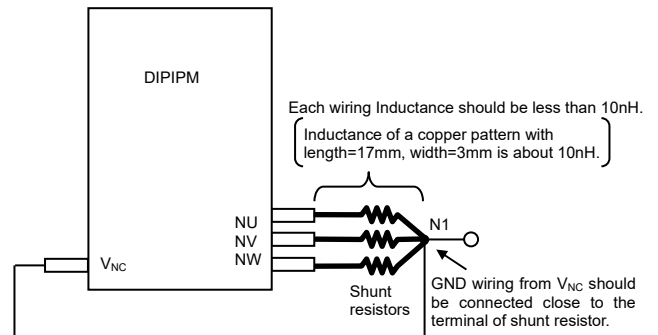 DIPIPM
Each wiring Inductance should be less than 10nH.
Inductance of a copper pattern with
length=17mm, width=3mm is about 10nH.
NU
NV
NW
N1
VNC
Shunt
resistors
GND wiring from VNC should
be connected close to the
terminal of shunt resistor.